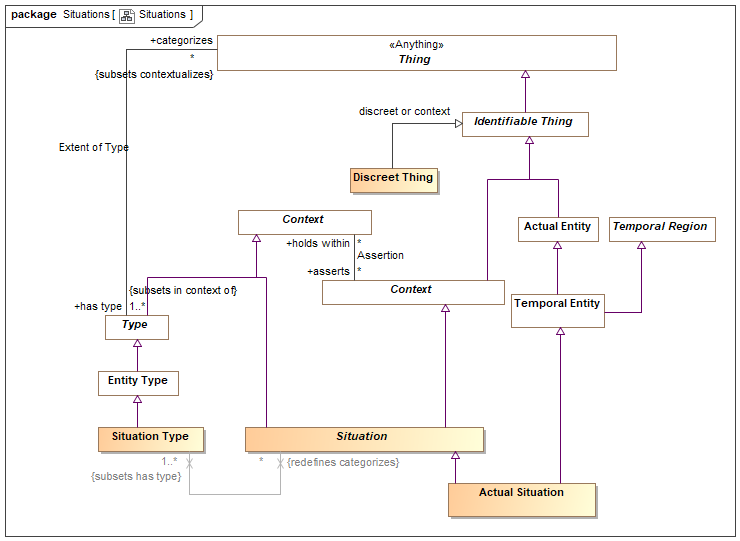 package Situations [ Situations ]
+categorizes
*
{subsets contextualizes}
«Anything»
Thing
discreet or context
Identifiable Thing
Extent of Type
Discreet Thing
Context
Actual Entity
Temporal Region
+holds within *
Assertion
+asserts *
{subsets in context of}
Context
+has type 1..*
Temporal Entity
Type
Entity Type
Situation Type
Situation
1..*
* {redefines categorizes}
{subsets has type}
Actual Situation